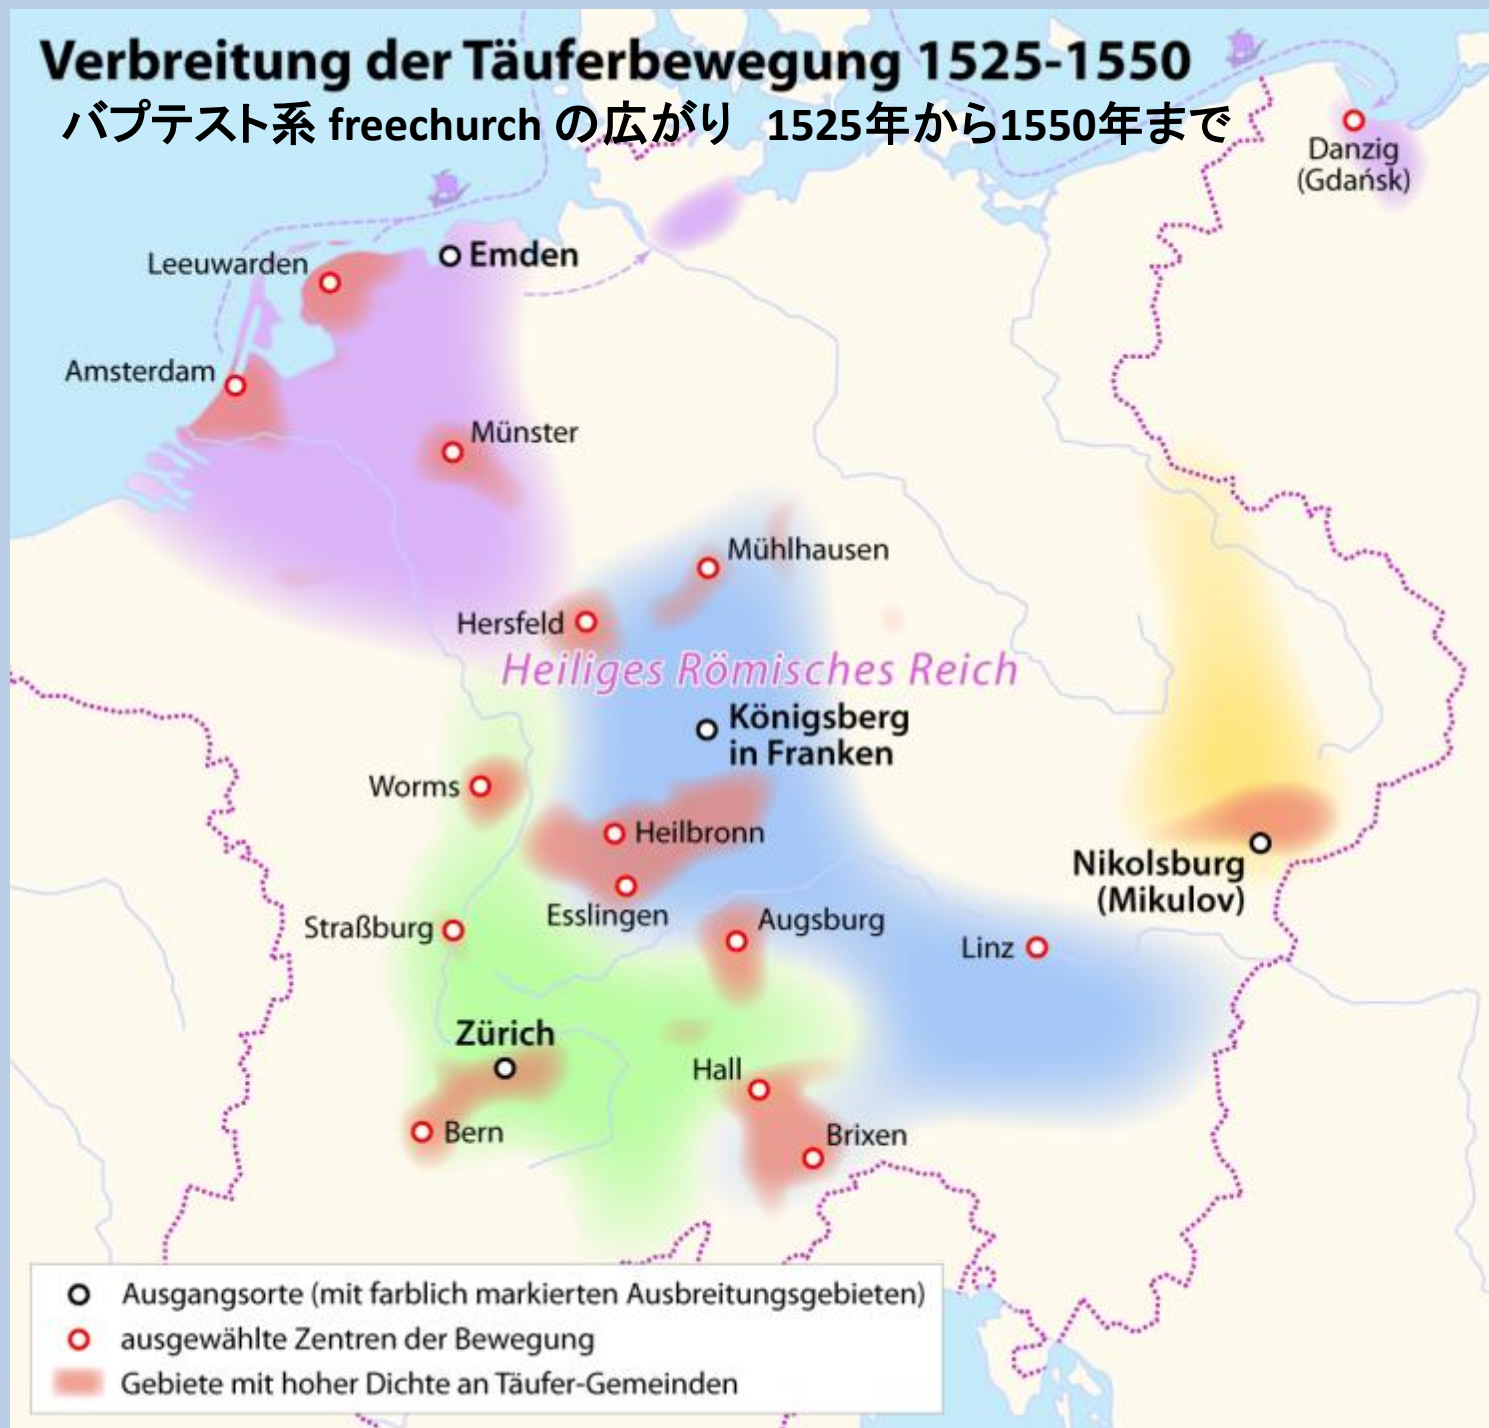 Verbreitung der Täuferbewegung 1525-1550
バプテスト系 freechurch の広がり 1525年から1550年まで
Danzig
(Gdańsk)
Leeuwarden
Emden
Amsterdam
Münster
Mühlhausen
Hersfeld
Heiliges Römisches Reich
Königsberg
in Franken
Worms
Heilbronn
Nikolsburg
(Mikulov)
Esslingen
Straßburg
Augsburg
Linz
Zürich
Hall
Bern
Brixen
Ausgangsorte (mit farblich markierten Ausbreitungsgebieten)
ausgewählte Zentren der Bewegung
Gebiete mit hoher Dichte an Täufer-Gemeinden